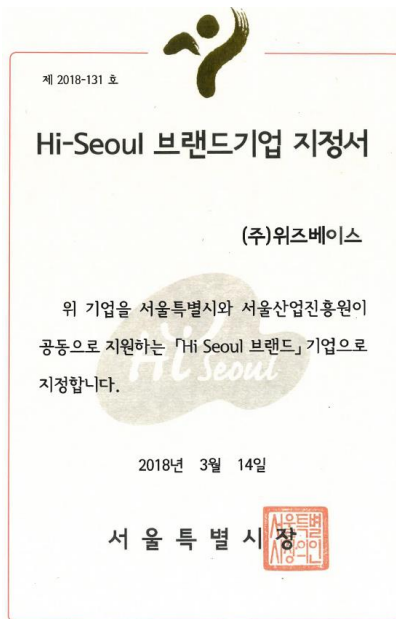 제 2018-131 호
Hi-Seoul 브랜드기업 지정서
(주)위즈베이스
위 기업을 서울특별시와 서울산업진흥원이
공동으로 지원하는 「Hi Seoul 브랜드」 기업으로
지정합니다.
Hi Seoul
2018년 3월 14일
서울특별시장
서울특별
시장의인